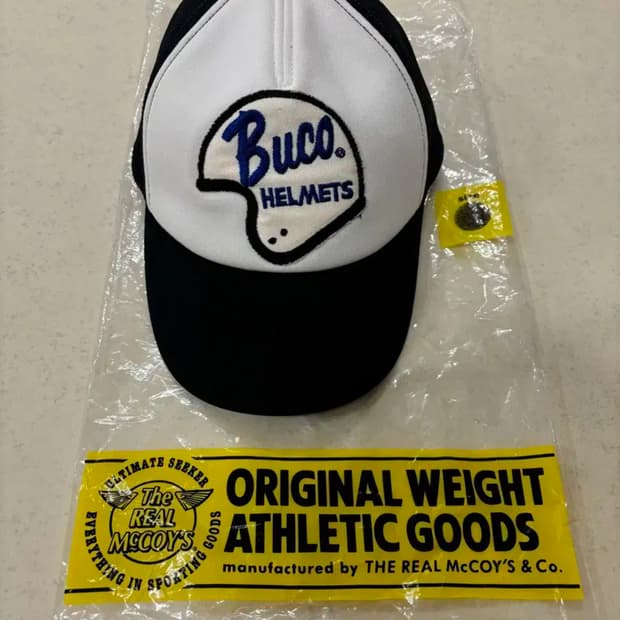 Buco®
HELMETS
SIZE
ULTIMATE SEEKER
The
REAL
McCOY'S
EVERYTHING IN SPORTING GOODS
ORIGINAL WEIGHT
ATHLETIC GOODS
manufactured by THE REAL McCOY'S & Co.